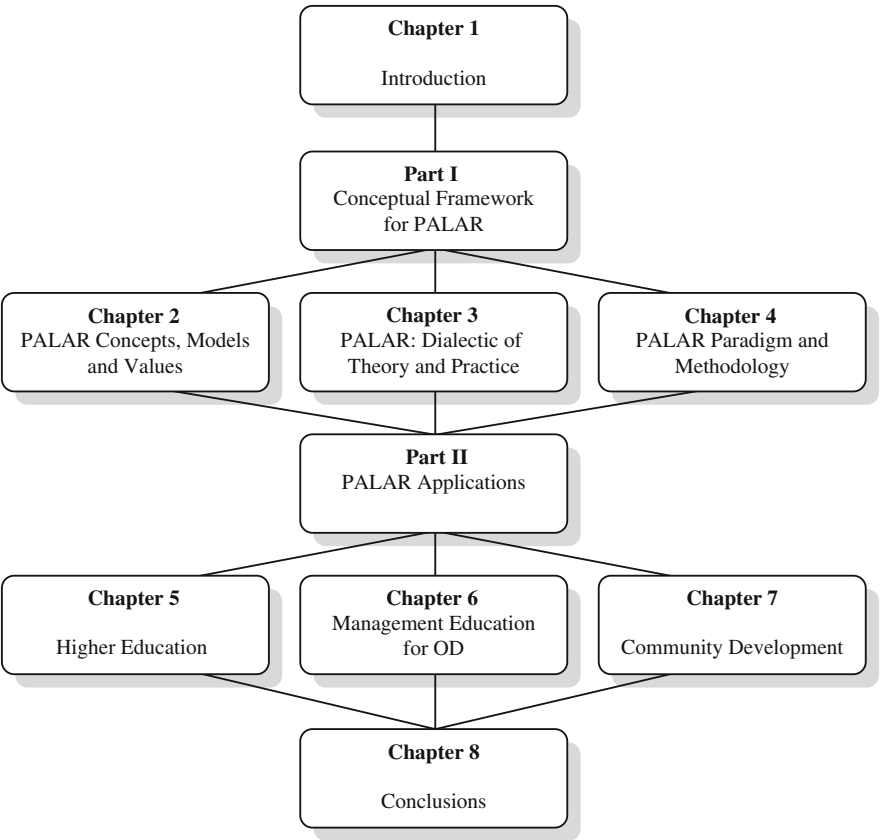 Chapter 1
Introduction
Part I
Conceptual Framework
for PALAR
Chapter 2
PALAR Concepts, Models
and Values
Chapter 3
PALAR: Dialectic of
Theory and Practice
Chapter 4
PALAR Paradigm and
Methodology
Part II
PALAR Applications
Chapter 5
Higher Education
Chapter 6
Management Education
for OD
Chapter 7
Community Development
Chapter 8
Conclusions